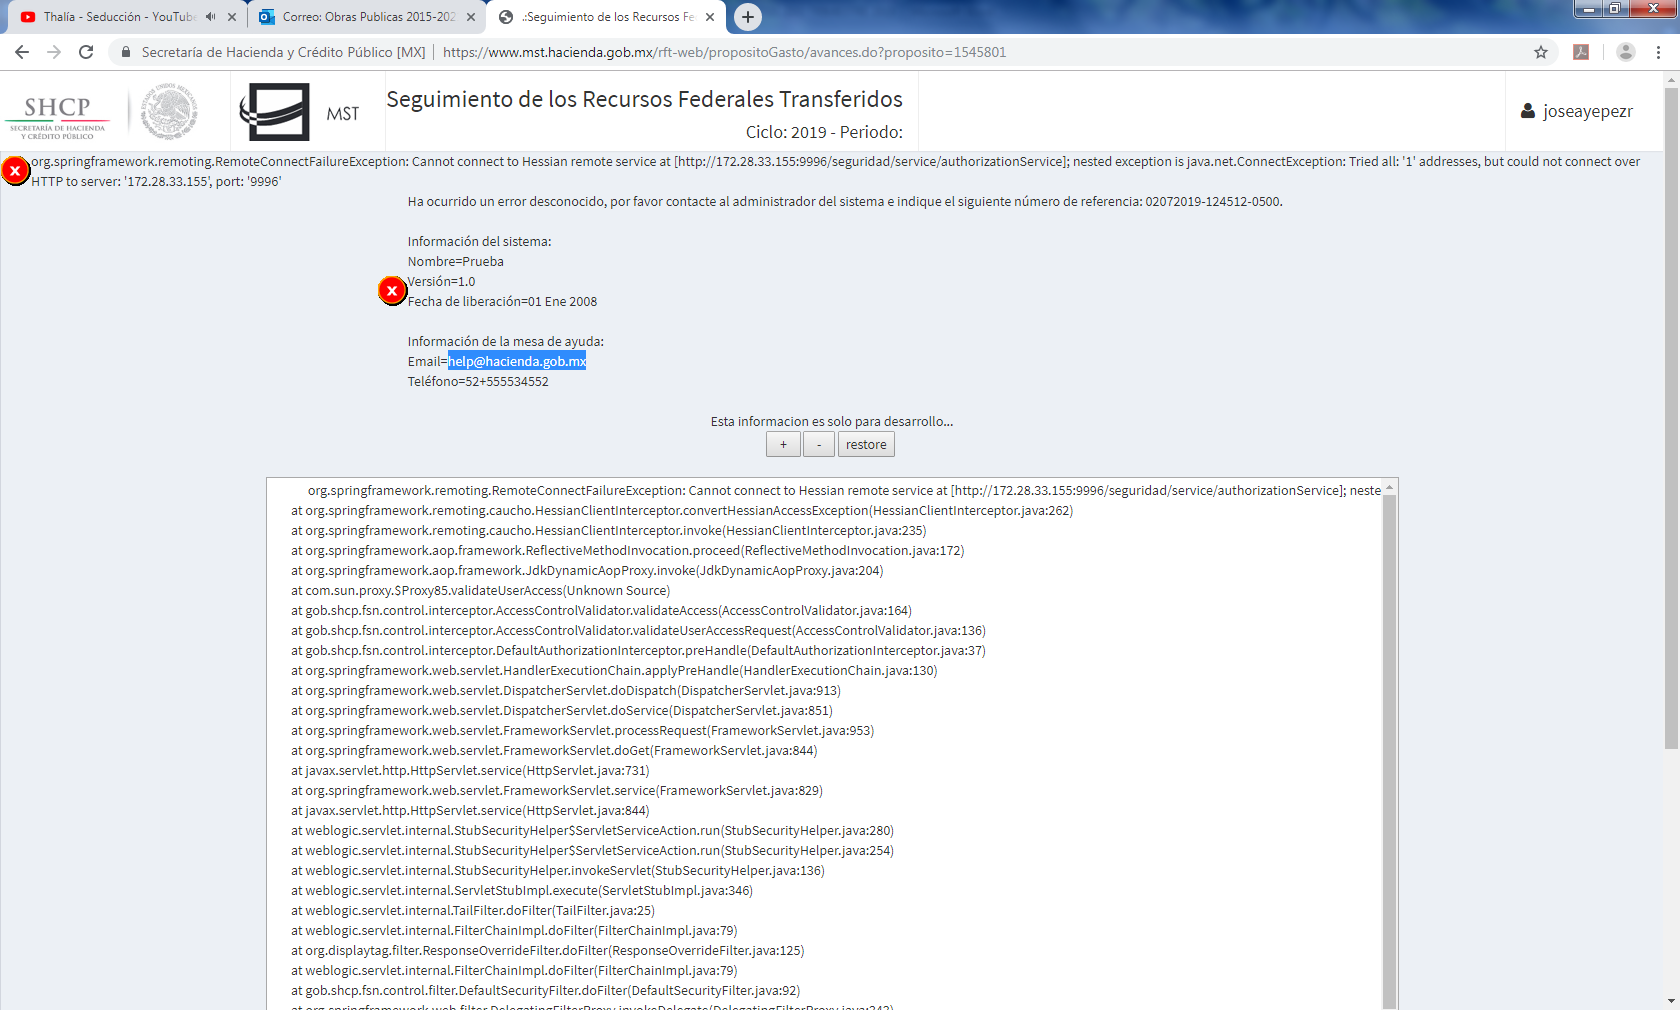 Thalía - Seducción - YouTube
Correo: Obras Publicas 2015-202
.:Seguimiento de los Recursos Fe
Secretaría de Hacienda y Crédito Público [MX]
https://www.mst.hacienda.gob.mx/rft-web/propositoGasto/avances.do?proposito=1545801
SHCP
SECRETARÍA DE HACIENDA
Y CRÉDITO PÚBLICO
ESTADOS UNIDOS MEXICANOS
MST
Seguimiento de los Recursos Federales Transferidos
Ciclo: 2019 - Periodo:
joseayepezr
org.springframework.remoting.RemoteConnectFailureException: Cannot connect to Hessian remote service at [http://172.28.33.155:9996/seguridad/service/authorizationService]; nested exception is java.net.ConnectException: Tried all: '1' addresses, but could not connect over
HTTP to server: '172.28.33.155', port: '9996'
Ha ocurrido un error desconocido, por favor contacte al administrador del sistema e indique el siguiente número de referencia: 02072019-124512-0500.
Información del sistema:
Nombre=Prueba
Versión=1.0
Fecha de liberación=01 Ene 2008
Información de la mesa de ayuda:
Email=help@hacienda.gob.mx
Teléfono=52+555534552
Esta informacion es solo para desarrollo...
+ - restore
org.springframework.remoting.RemoteConnectFailureException: Cannot connect to Hessian remote service at [http://172.28.33.155:9996/seguridad/service/authorizationService]; neste
at org.springframework.remoting.caucho.HessianClientInterceptor.convertHessianAccessException(HessianClientInterceptor.java:262)
at org.springframework.remoting.caucho.HessianClientInterceptor.invoke(HessianClientInterceptor.java:235)
at org.springframework.aop.framework.ReflectiveMethodInvocation.proceed(ReflectiveMethodInvocation.java:172)
at org.springframework.aop.framework.JdkDynamicAopProxy.invoke(JdkDynamicAopProxy.java:204)
at com.sun.proxy.$Proxy85.validateUserAccess(Unknown Source)
at gob.shcp.fsn.control.interceptor.AccessControlValidator.validateAccess(AccessControlValidator.java:164)
at gob.shcp.fsn.control.interceptor.AccessControlValidator.validateUserAccessRequest(AccessControlValidator.java:136)
at gob.shcp.fsn.control.interceptor.DefaultAuthorizationInterceptor.preHandle(DefaultAuthorizationInterceptor.java:37)
at org.springframework.web.servlet.HandlerExecutionChain.applyPreHandle(HandlerExecutionChain.java:130)
at org.springframework.web.servlet.DispatcherServlet.doDispatch(DispatcherServlet.java:913)
at org.springframework.web.servlet.DispatcherServlet.doService(DispatcherServlet.java:851)
at org.springframework.web.servlet.FrameworkServlet.processRequest(FrameworkServlet.java:953)
at org.springframework.web.servlet.FrameworkServlet.doGet(FrameworkServlet.java:844)
at javax.servlet.http.HttpServlet.service(HttpServlet.java:731)
at org.springframework.web.servlet.FrameworkServlet.service(FrameworkServlet.java:829)
at javax.servlet.http.HttpServlet.service(HttpServlet.java:844)
at weblogic.servlet.internal.StubSecurityHelper$ServletServiceAction.run(StubSecurityHelper.java:280)
at weblogic.servlet.internal.StubSecurityHelper$ServletServiceAction.run(StubSecurityHelper.java:254)
at weblogic.servlet.internal.StubSecurityHelper.invokeServlet(StubSecurityHelper.java:136)
at weblogic.servlet.internal.ServletStubImpl.execute(ServletStubImpl.java:346)
at weblogic.servlet.internal.TailFilter.doFilter(TailFilter.java:25)
at weblogic.servlet.internal.FilterChainImpl.doFilter(FilterChainImpl.java:79)
at org.displaytag.filter.ResponseOverrideFilter.doFilter(ResponseOverrideFilter.java:125)
at weblogic.servlet.internal.FilterChainImpl.doFilter(FilterChainImpl.java:79)
at gob.shcp.fsn.control.filter.DefaultSecurityFilter.doFilter(DefaultSecurityFilter.java:92)
at org.springframework.web.filter.DelegatingFilterProxy.invokeDelegate(DelegatingFilterProxy.java:343)